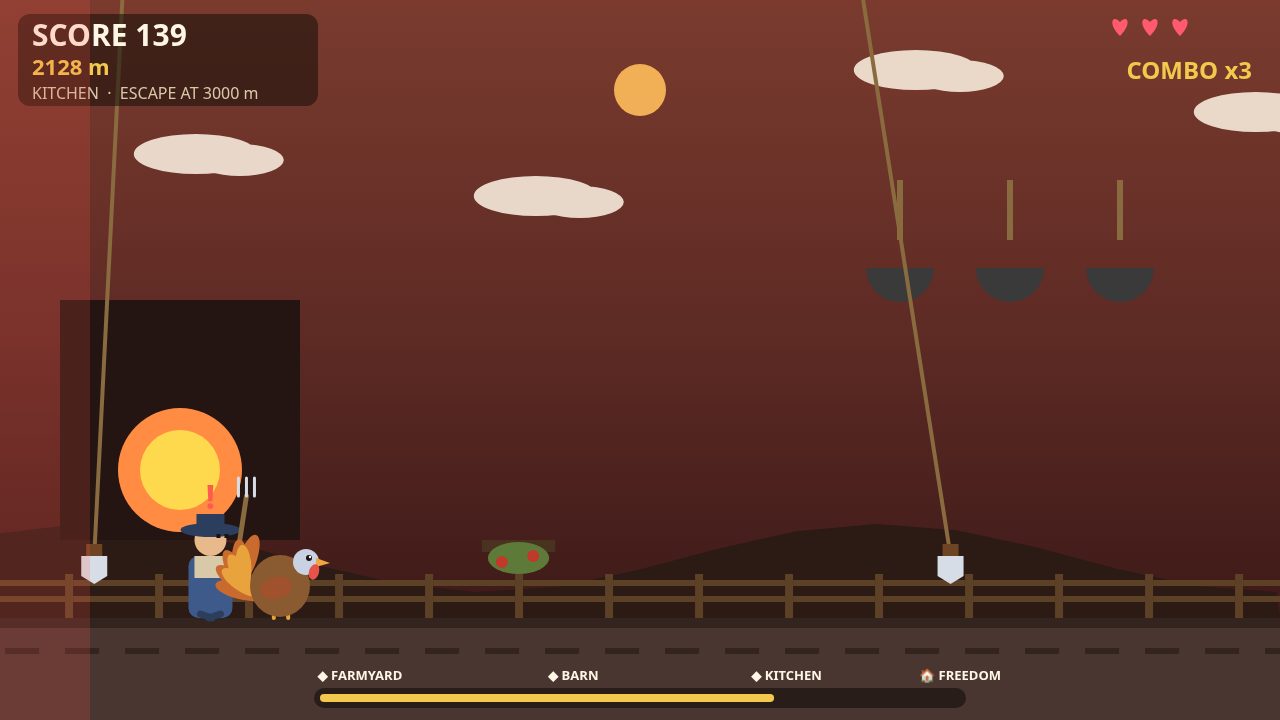 SCORE 139
2128 m
KITCHEN · ESCAPE AT 3000 m
COMBO x3
!
◆ FARMYARD ◆ BARN ◆ KITCHEN 🏠 FREEDOM